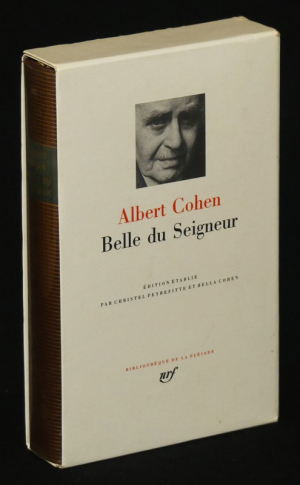 Albert Cohen
Belle du Seigneur
ÉDITION ÉTABLIE
PAR CHRISTEL PEYREFITTE ET BELLA COHEN
BIBLIOTHÈQUE DE LA PLÉIADE
nrf